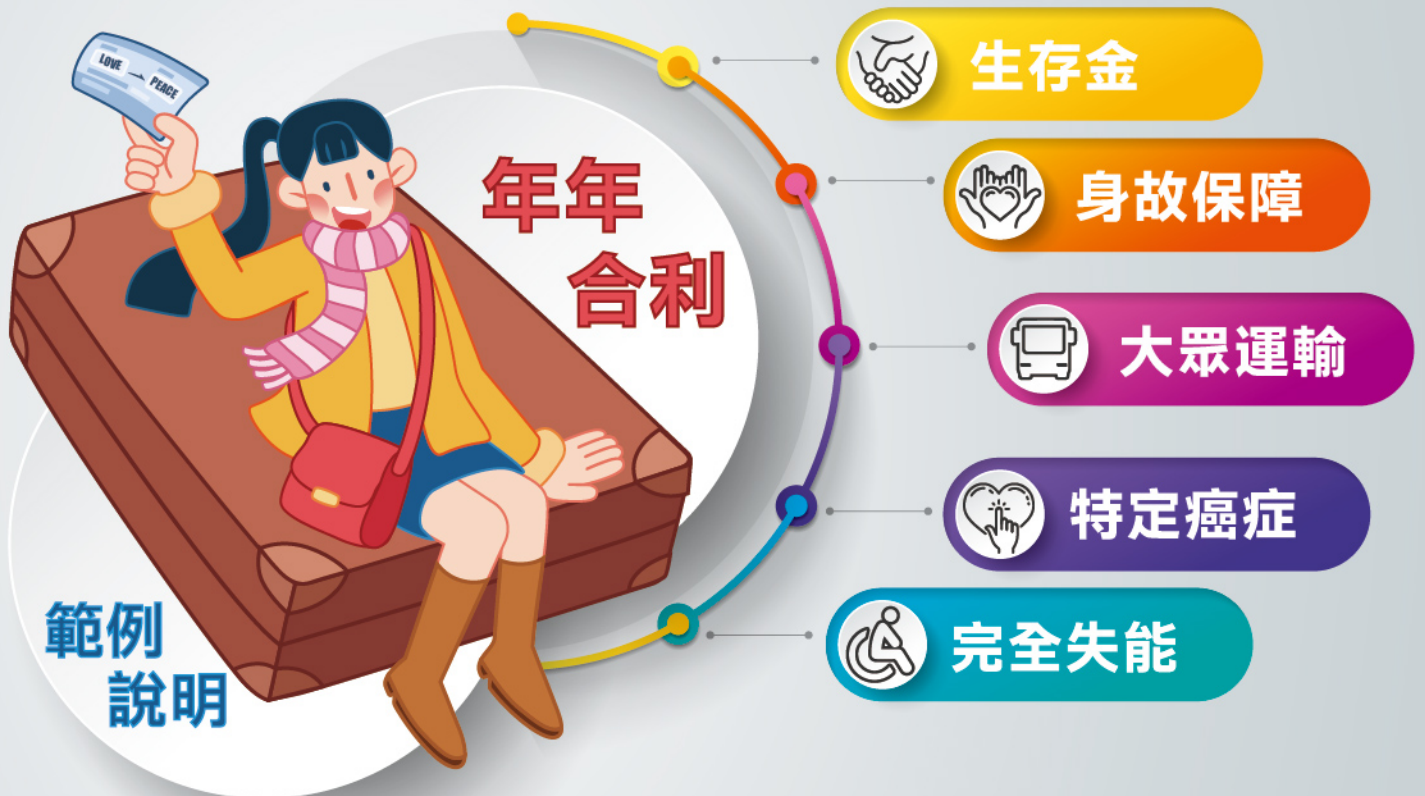 LOVE
PEACE
年年
合利
範例
說明
生存金
身故保障
大眾運輸
特定癌症
完全失能